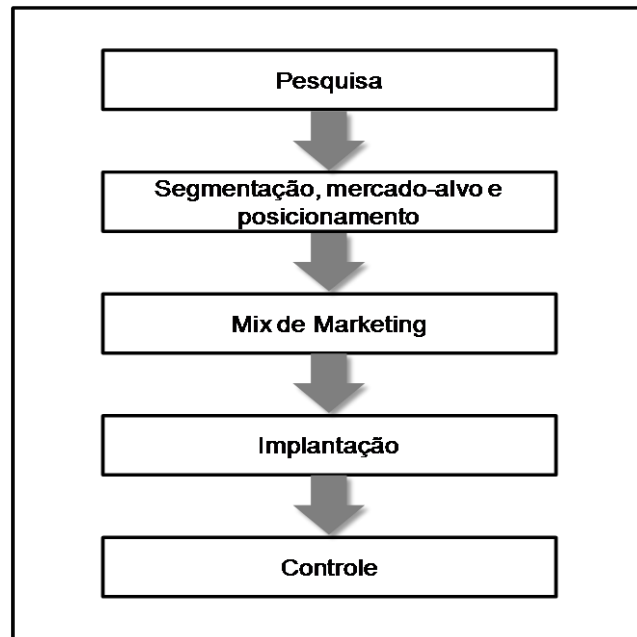 Pesquisa
Segmentação, mercado-alvo e
posicionamento
Mix de Marketing
Implantação
Controle